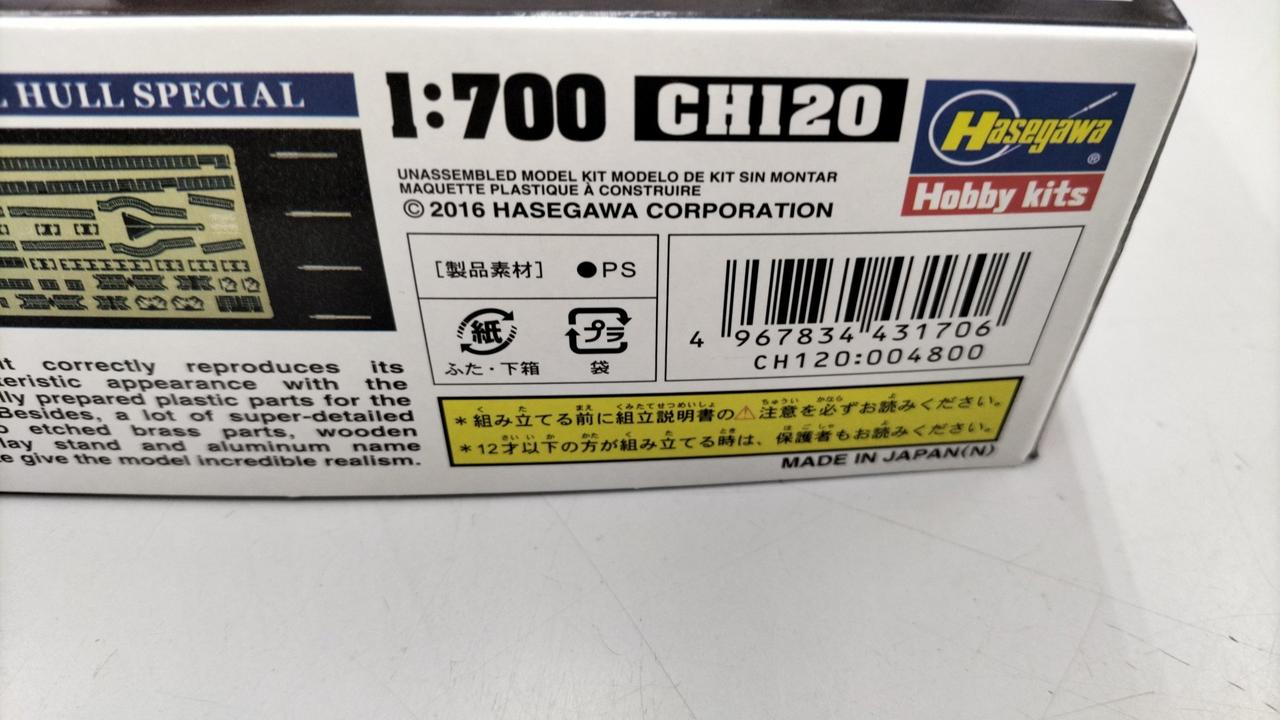 HULL SPECIAL
1:700 CH120
Hasegawa®
Hobby kits
UNASSEMBLED MODEL KIT MODELO DE KIT SIN MONTAR
MAQUETTE PLASTIQUE À CONSTRUIRE
© 2016 HASEGAWA CORPORATION
[製品素材] ●PS
紙 プラ
ふた・下箱 袋
4 967834 431706
CH120:004800
correctly reproduces its
appearance with the
prepared plastic parts for the
Besides, a lot of super-detailed
etched brass parts, wooden
stand and aluminum name
give the model incredible realism.
*組み立てる前に組立説明書の⚠注意を必ずお読みください。
*12才以下の方が組み立てる時は、保護者もお読みください。
MADE IN JAPAN(N)